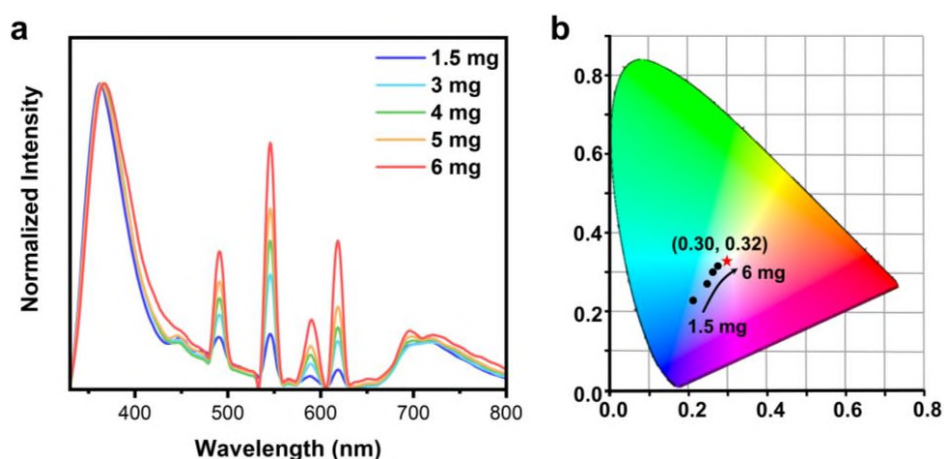 a
Normalized Intensity
1.5 mg
3 mg
4 mg
5 mg
6 mg
400 500 600 700 800
Wavelength (nm)
b
0.8
0.6
0.4
0.2
0.0
(0.30, 0.32)
6 mg
1.5 mg
0.0 0.2 0.4 0.6 0.8